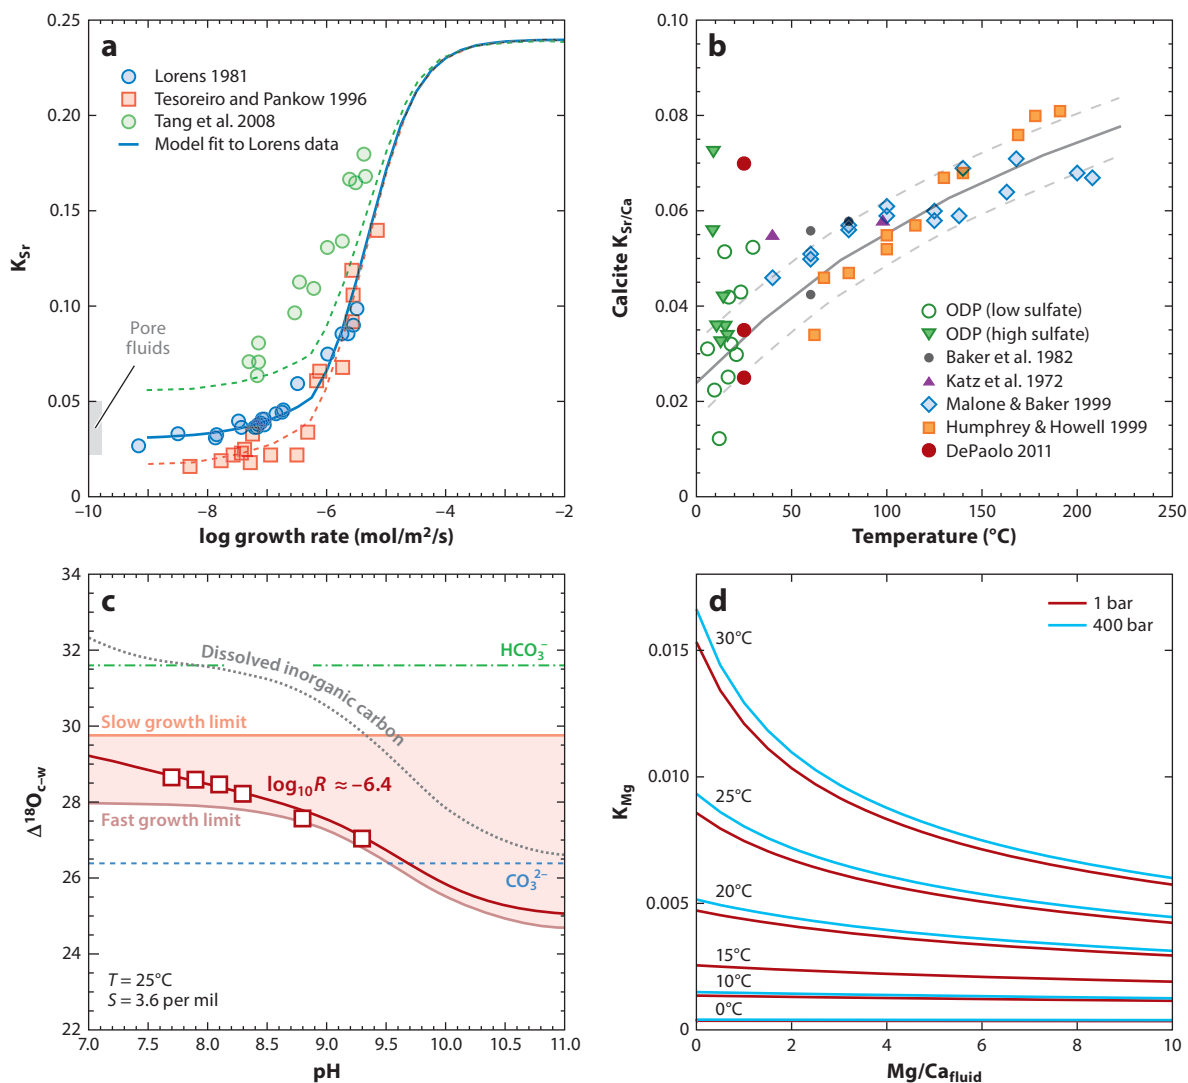 a
Lorens 1981
Tesoreiro and Pankow 1996
Tang et al. 2008
Model fit to Lorens data
Pore
fluids
0.25
0.20
0.15
0.10
0.05
0
K_Sr
–10
–8
–6
–4
–2
log growth rate (mol/m²/s)
b
0.10
0.08
0.06
0.04
0.02
0
Calcite K_Sr/Ca
ODP (low sulfate)
ODP (high sulfate)
Baker et al. 1982
Katz et al. 1972
Malone & Baker 1999
Humphrey & Howell 1999
DePaolo 2011
0
50
100
150
200
250
Temperature (°C)
c
34
32
30
28
26
24
22
Δ¹⁸O_c–w
HCO₃⁻
Dissolved inorganic carbon
Slow growth limit
log₁₀R ≈ –6.4
Fast growth limit
CO₃²⁻
T = 25°C
S = 3.6 per mil
7.0
7.5
8.0
8.5
9.0
9.5
10.0
10.5
11.0
pH
d
1 bar
400 bar
0.015
0.010
0.005
0
K_Mg
30°C
25°C
20°C
15°C
10°C
0°C
0
2
4
6
8
10
Mg/Ca_fluid